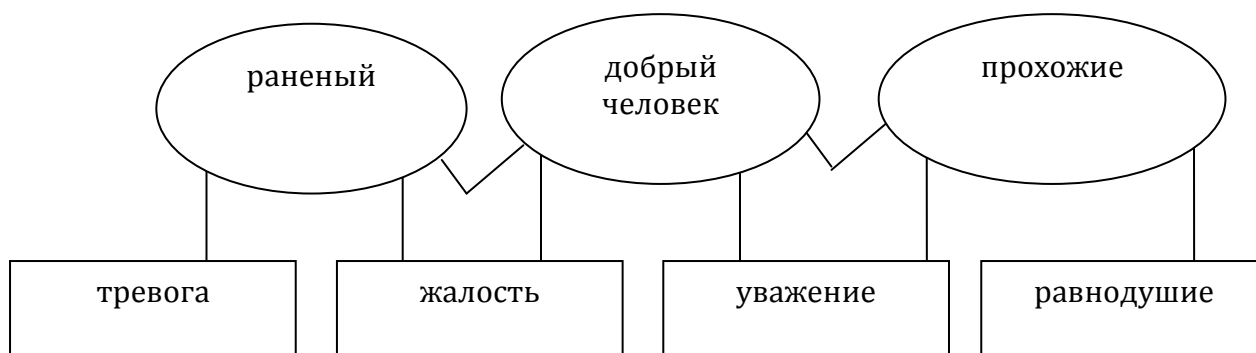 раненый
добрый
человек
прохожие
тревога
жалость
уважение
равнодушие